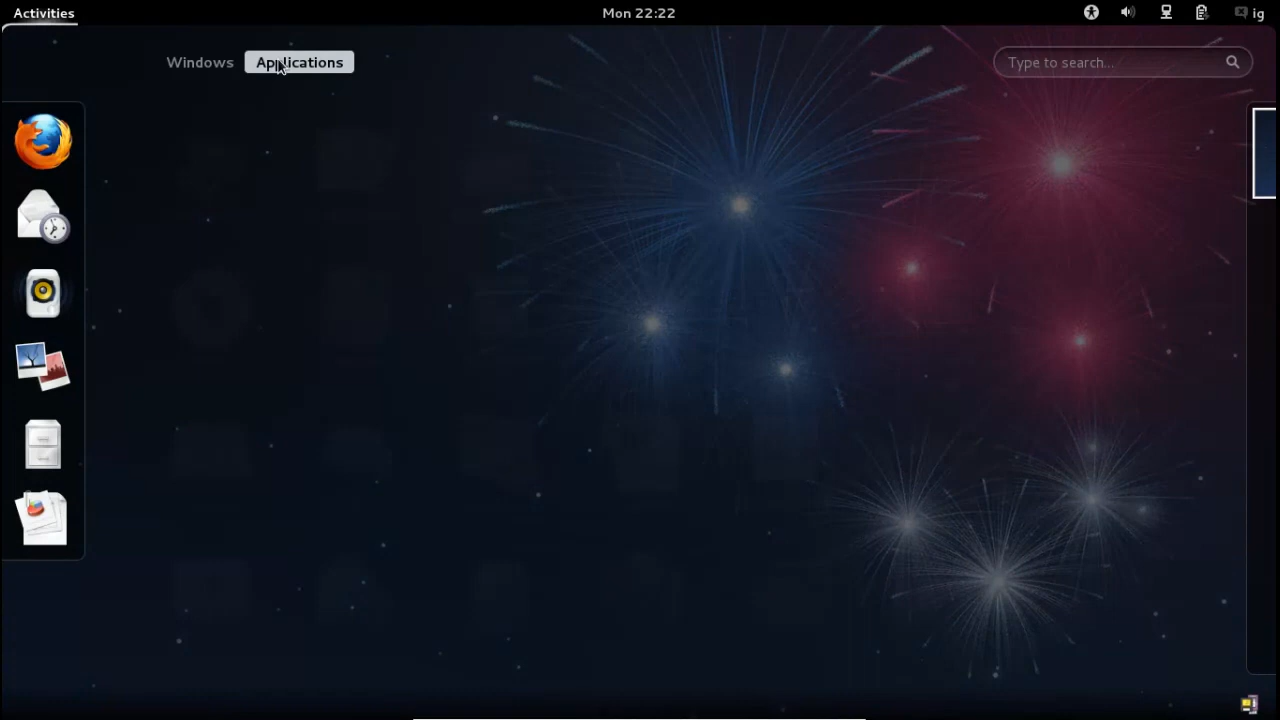 Activities
Mon 22:22
ig
Windows
Applications
Type to search...